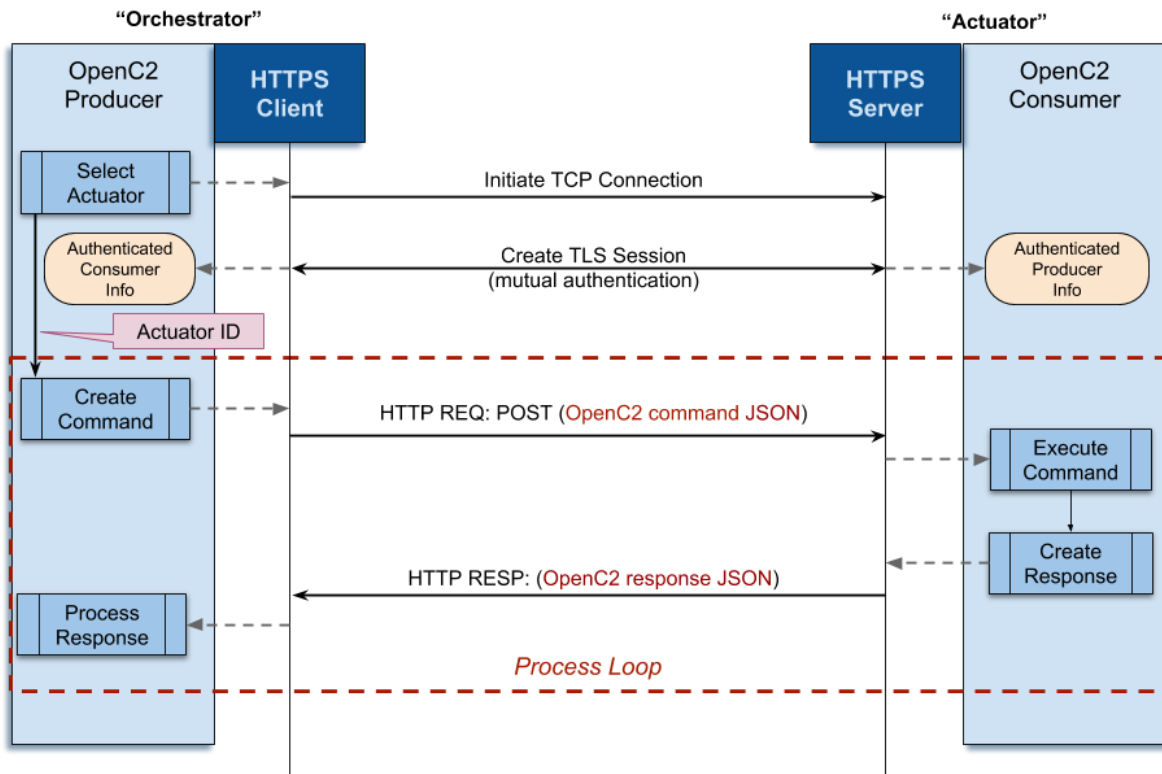 “Orchestrator”
“Actuator”
OpenC2
Producer
HTTPS
Client
HTTPS
Server
OpenC2
Consumer
Select
Actuator
Initiate TCP Connection
Authenticated
Consumer
Info
Create TLS Session
(mutual authentication)
Authenticated
Producer
Info
Actuator ID
Create
Command
HTTP REQ: POST (OpenC2 command JSON)
Execute
Command
Create
Response
HTTP RESP: (OpenC2 response JSON)
Process
Response
Process Loop